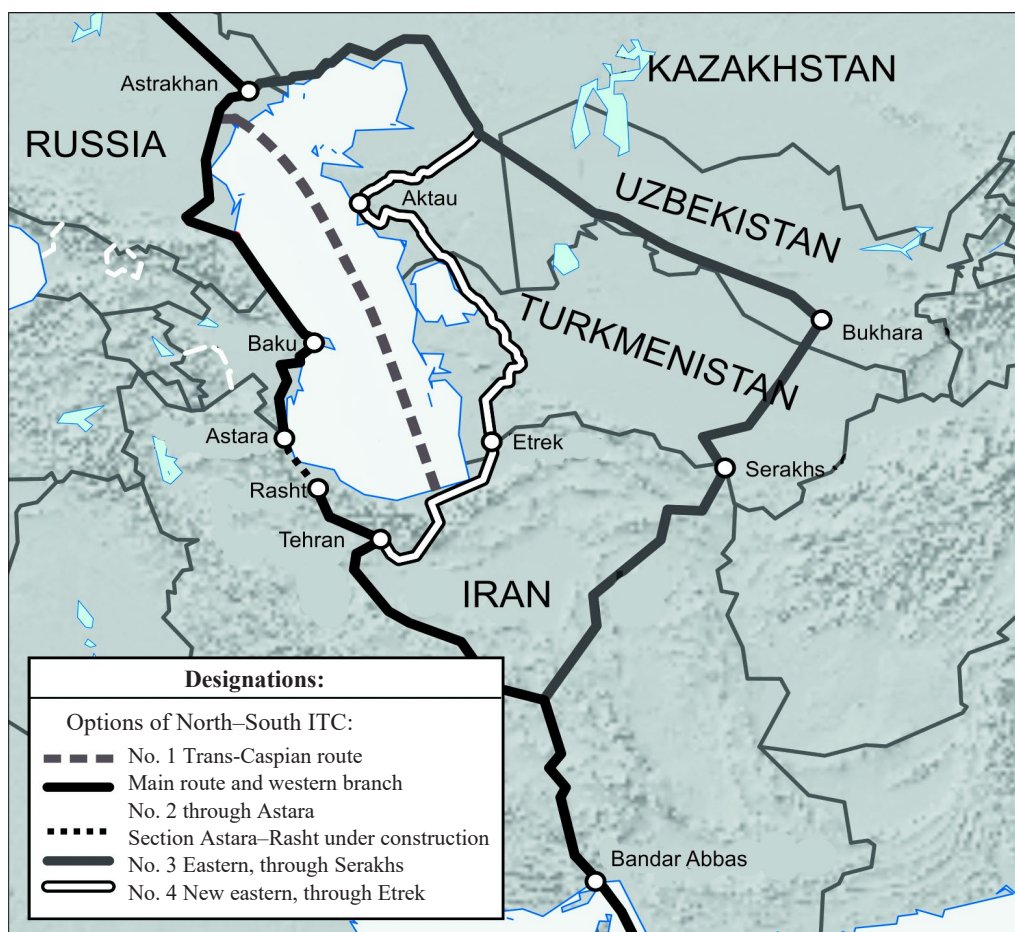 KAZAKHSTAN
Astrakhan
RUSSIA
UZBEKISTAN
Aktau
TURKMENISTAN
Bukhara
Baku
Astara
Etrek
Serakhs
Rasht
Tehran
IRAN
Bandar Abbas
Designations:
Options of North–South ITC:
No. 1 Trans-Caspian route
Main route and western branch
No. 2 through Astara
Section Astara–Rasht under construction
No. 3 Eastern, through Serakhs
No. 4 New eastern, through Etrek